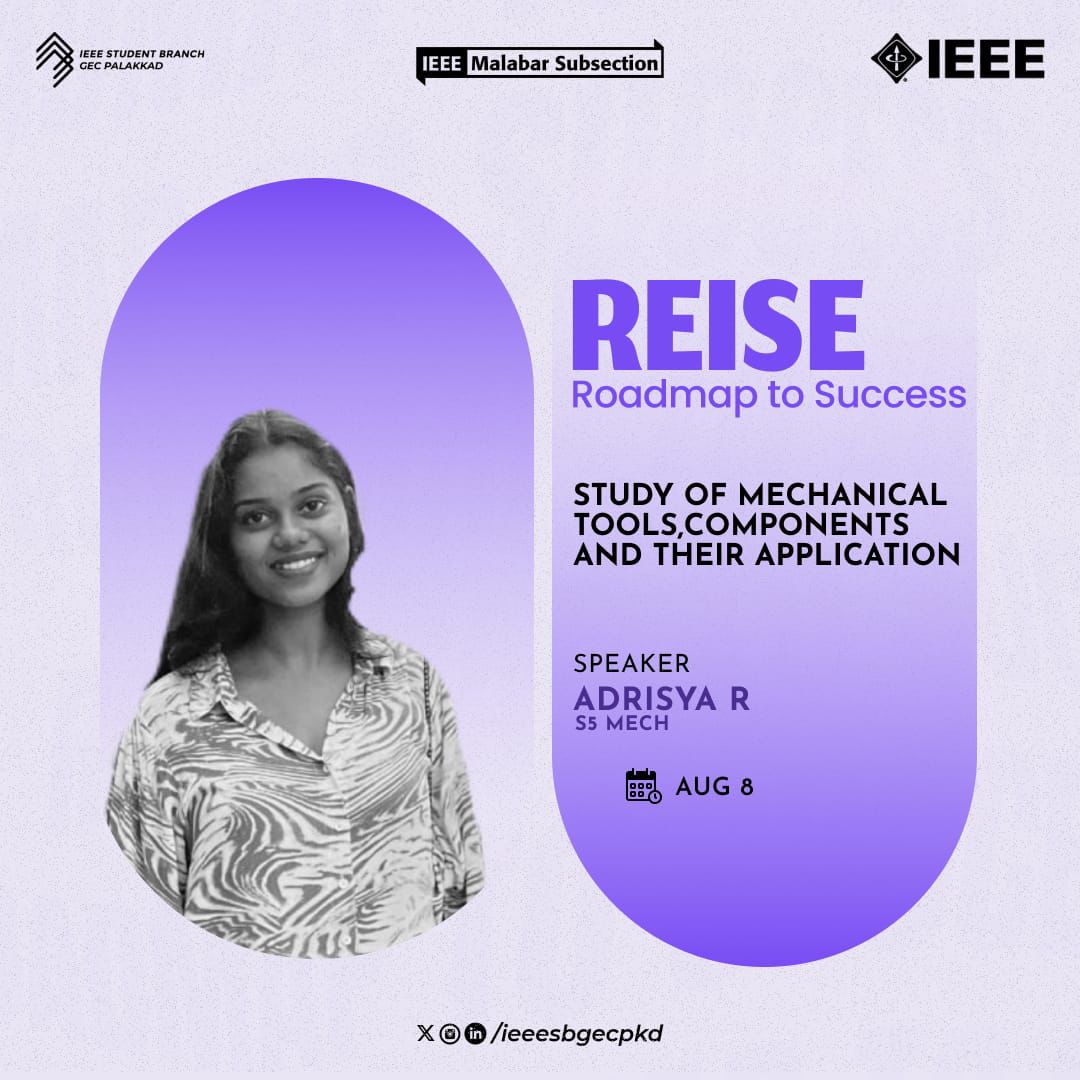 IEEE STUDENT BRANCH
GEC PALAKKAD
IEEE Malabar Subsection
IEEE
REISE
Roadmap to Success
STUDY OF MECHANICAL
TOOLS,COMPONENTS
AND THEIR APPLICATION
SPEAKER
ADRISYA R
S5 MECH
AUG 8
X in /ieeesbgecpkd